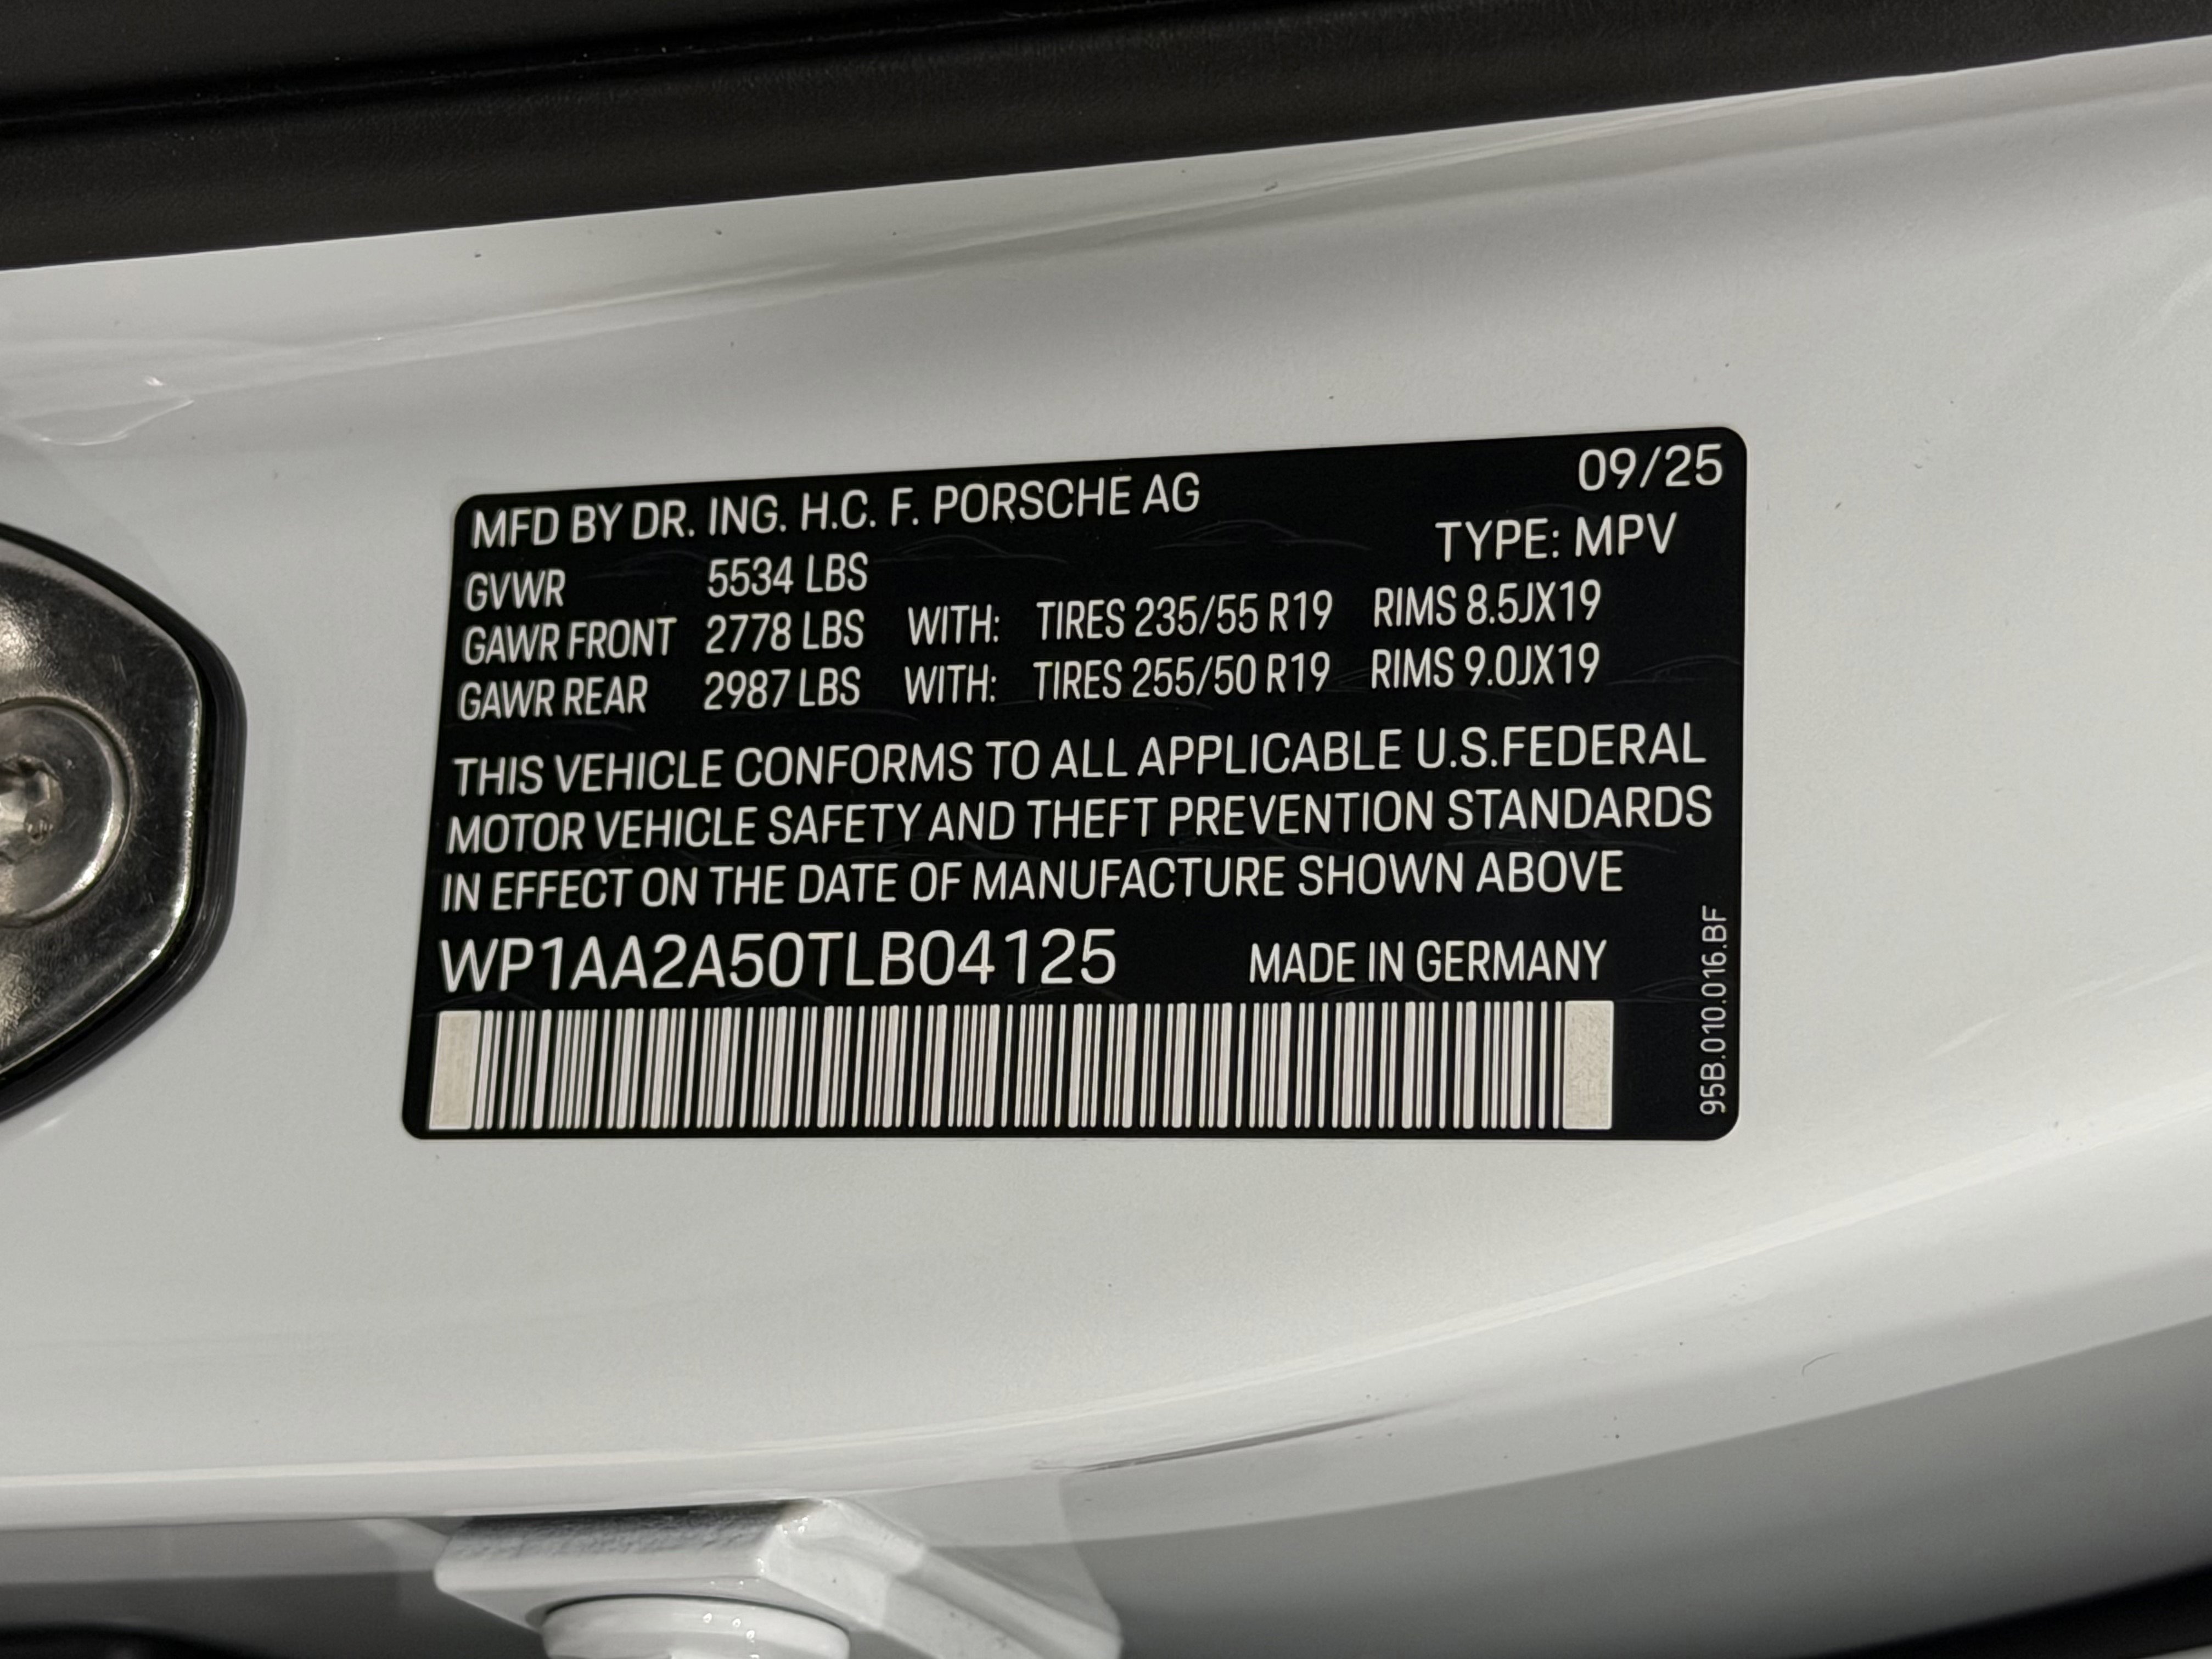 09/25
MFD BY DR. ING. H.C. F. PORSCHE AG
TYPE: MPV
GVWR 5534 LBS
GAWR FRONT 2778 LBS WITH: TIRES 235/55 R19 RIMS 8.5JX19
GAWR REAR 2987 LBS WITH: TIRES 255/50 R19 RIMS 9.0JX19
THIS VEHICLE CONFORMS TO ALL APPLICABLE U.S.FEDERAL
MOTOR VEHICLE SAFETY AND THEFT PREVENTION STANDARDS
IN EFFECT ON THE DATE OF MANUFACTURE SHOWN ABOVE
WP1AA2A50TLB04125 MADE IN GERMANY
95B.010.016.BF